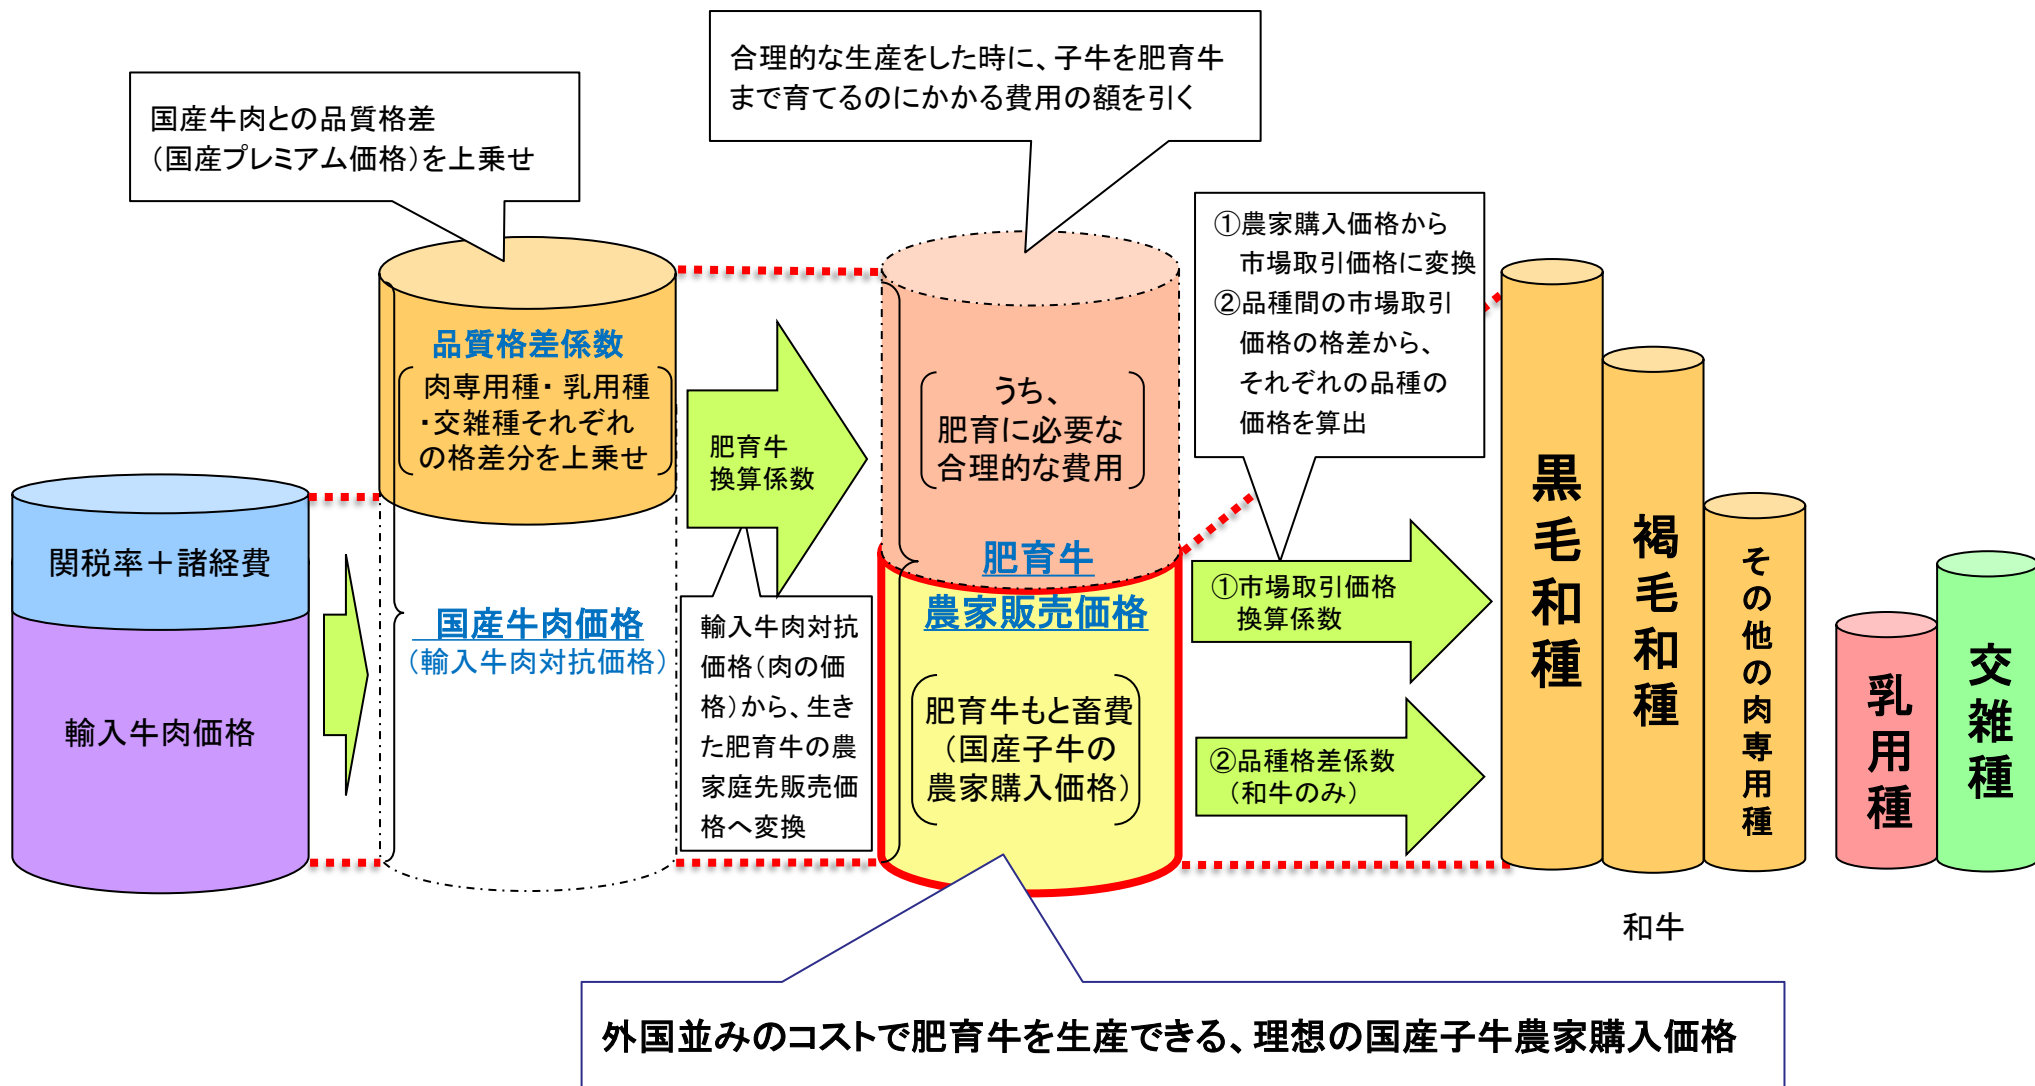 合理的な生産をした時に、子牛を肥育牛
まで育てるのにかかる費用の額を引く
国産牛肉との品質格差
（国産プレミアム価格）を上乗せ
①農家購入価格から
市場取引価格に変換
②品種間の市場取引
価格の格差から、
それぞれの品種の
価格を算出
品質格差係数
肉専用種・乳用種
・交雑種それぞれ
の格差分を上乗せ
関税率＋諸経費
輸入牛肉価格
国産牛肉価格
（輸入牛肉対抗価格）
肥育牛
換算係数
輸入牛肉対抗
価格（肉の価
格）から、生き
た肥育牛の農
家庭先販売価
格へ変換
うち、
肥育に必要な
合理的な費用
肥育牛
農家販売価格
肥育牛もと畜費
（国産子牛の
農家購入価格）
①市場取引価格
換算係数
②品種格差係数
（和牛のみ）
黒毛和種
褐毛和種
その他の肉専用種
乳用種
交雑種
和牛
外国並みのコストで肥育牛を生産できる、理想の国産子牛農家購入価格